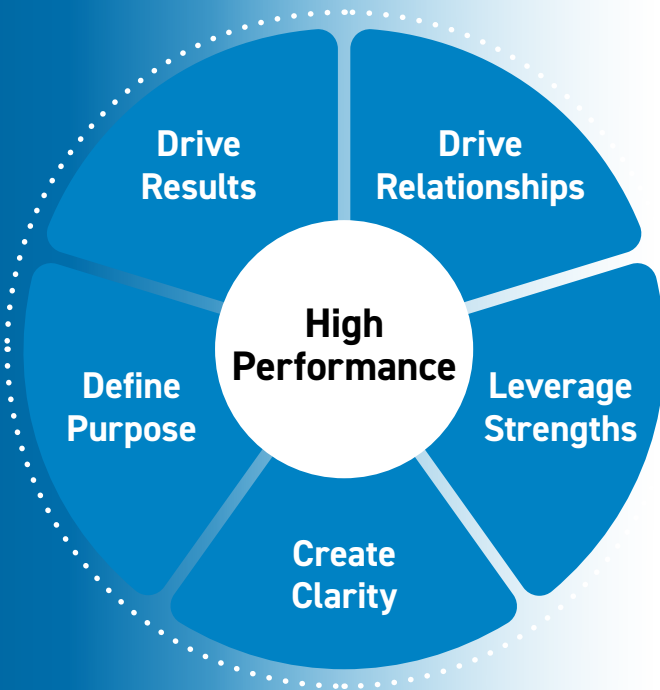 Drive
Results
Drive
Relationships
High
Performance
Define
Purpose
Leverage
Strengths
Create
Clarity